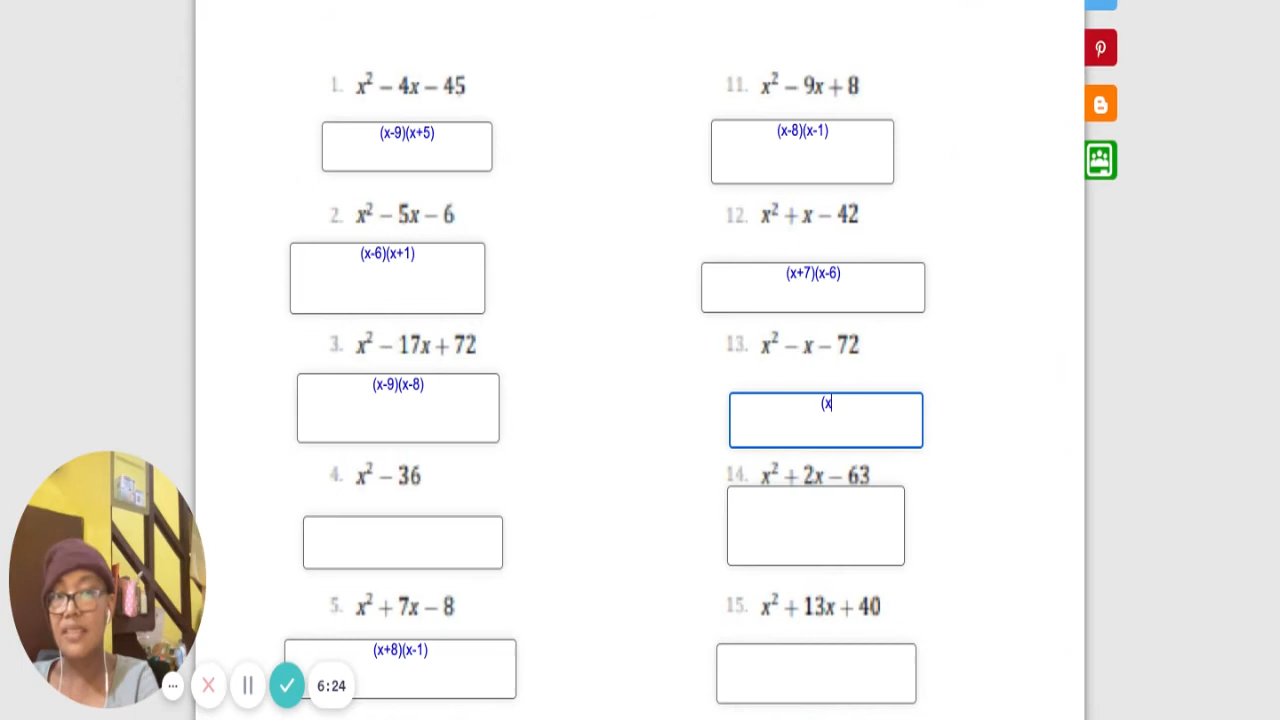 1. x² − 4x − 45
(x-9)(x+5)
2. x² − 5x − 6
(x-6)(x+1)
3. x² − 17x + 72
(x-9)(x-8)
4. x² − 36
5. x² + 7x − 8
(x+8)(x-1)
11. x² − 9x + 8
(x-8)(x-1)
12. x² + x − 42
(x+7)(x-6)
13. x² − x − 72
(x
14. x² + 2x − 63
15. x² + 13x + 40
6:24